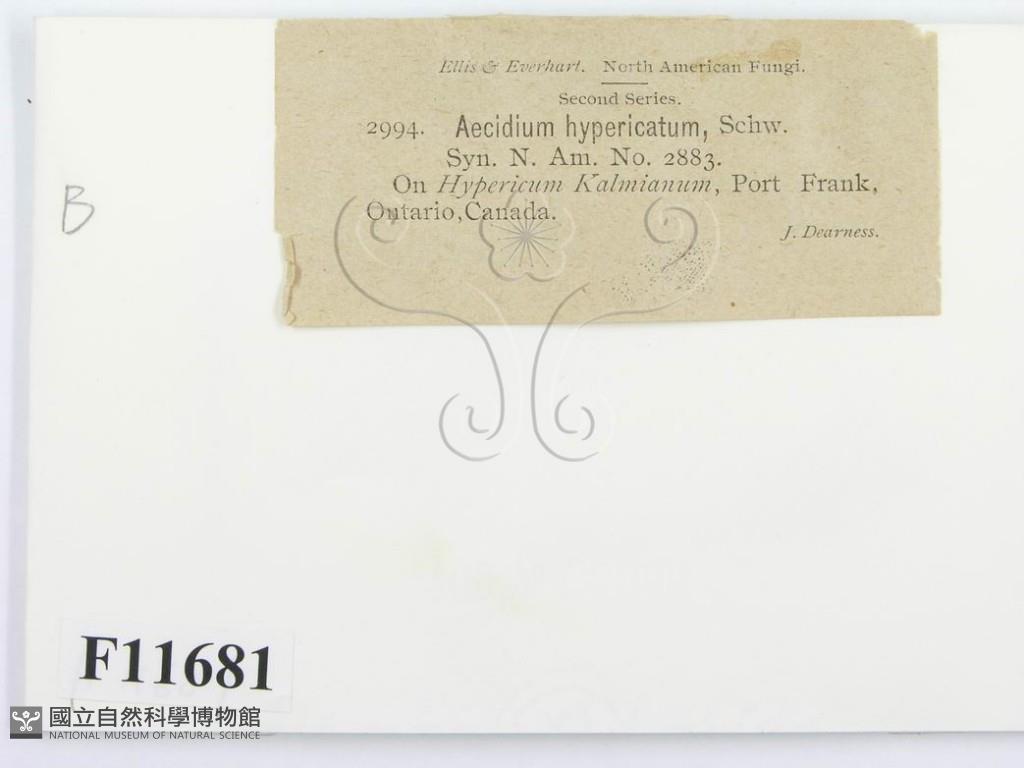 Ellis & Everhart. North American Fungi.
Second Series.
2994. Aecidium hypericatum, Schw.
Syn. N. Am. No. 2883.
On Hypericum Kalmianum, Port Frank,
Ontario, Canada.
J. Dearness.
B
F11681
國立自然科學博物館
NATIONAL MUSEUM OF NATURAL SCIENCE